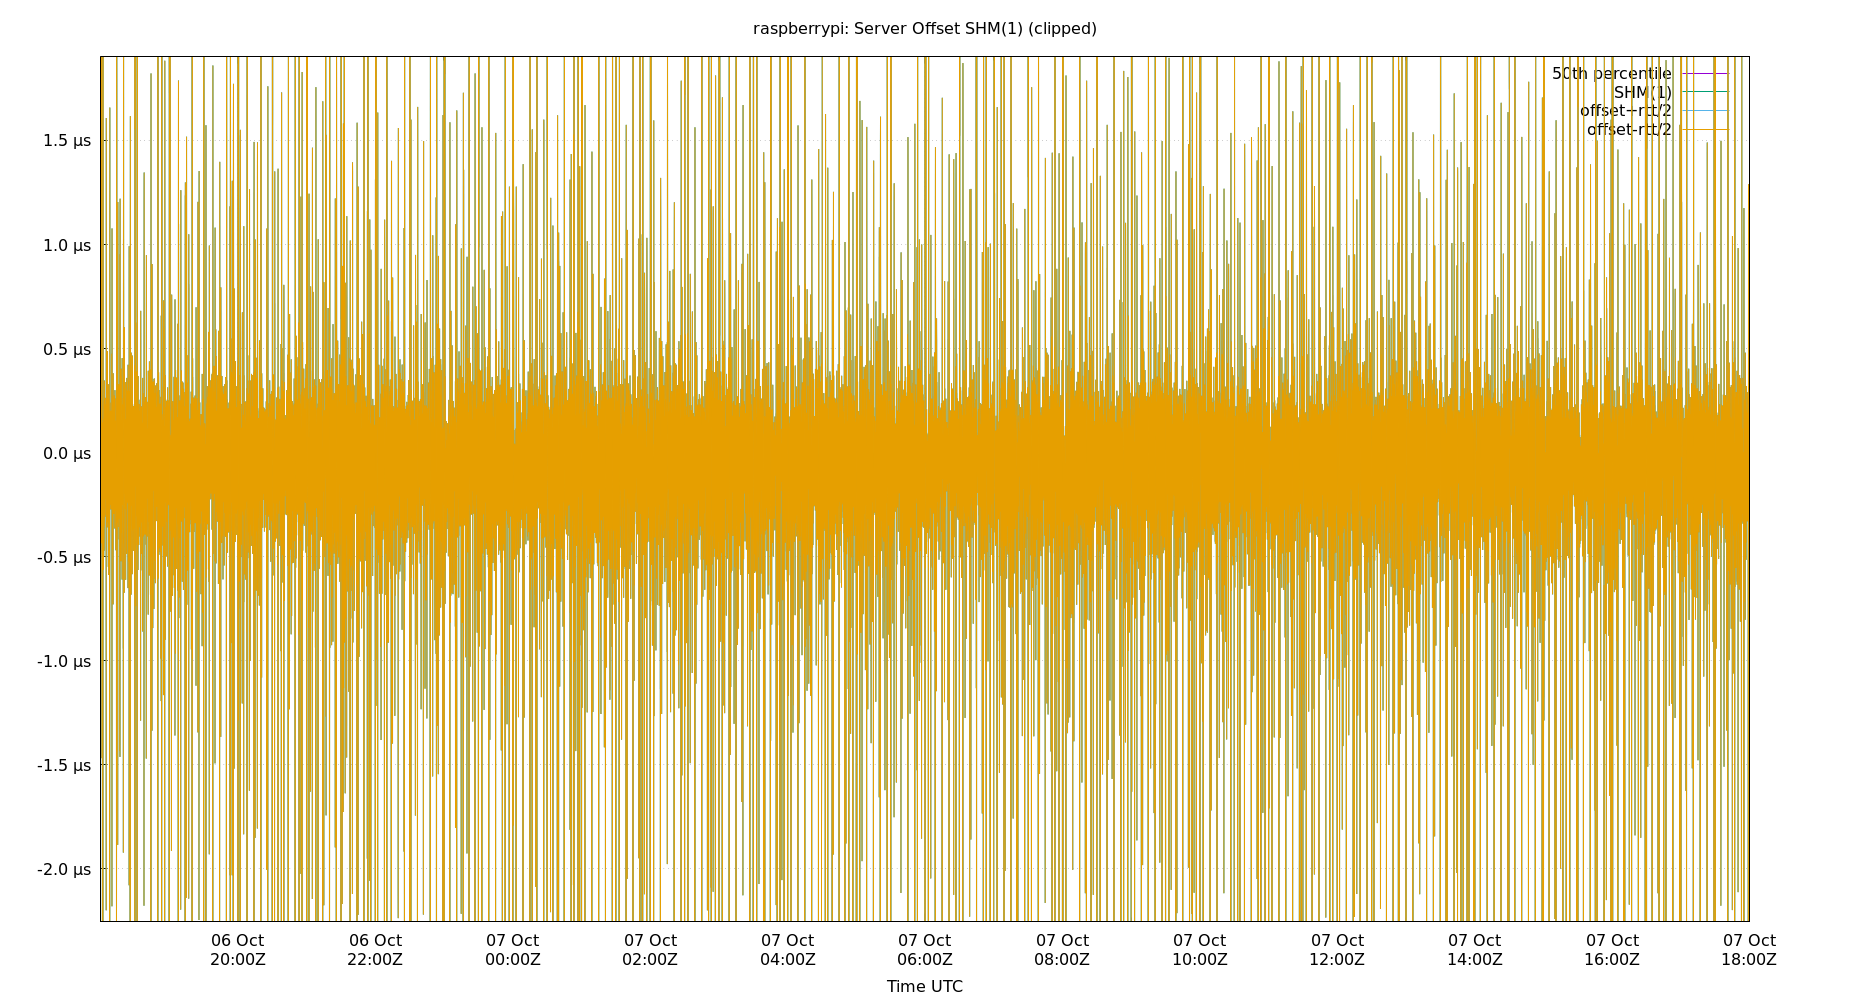 raspberrypi: Server Offset SHM(1) (clipped)
50th percentile
SHM(1)
offset--rtt/2
offset-rtt/2
1.5 µs
1.0 µs
0.5 µs
0.0 µs
-0.5 µs
-1.0 µs
-1.5 µs
-2.0 µs
06 Oct 06 Oct 07 Oct 07 Oct 07 Oct 07 Oct 07 Oct 07 Oct 07 Oct 07 Oct 07 Oct 07 Oct
20:00Z 22:00Z 00:00Z 02:00Z 04:00Z 06:00Z 08:00Z 10:00Z 12:00Z 14:00Z 16:00Z 18:00Z
Time UTC